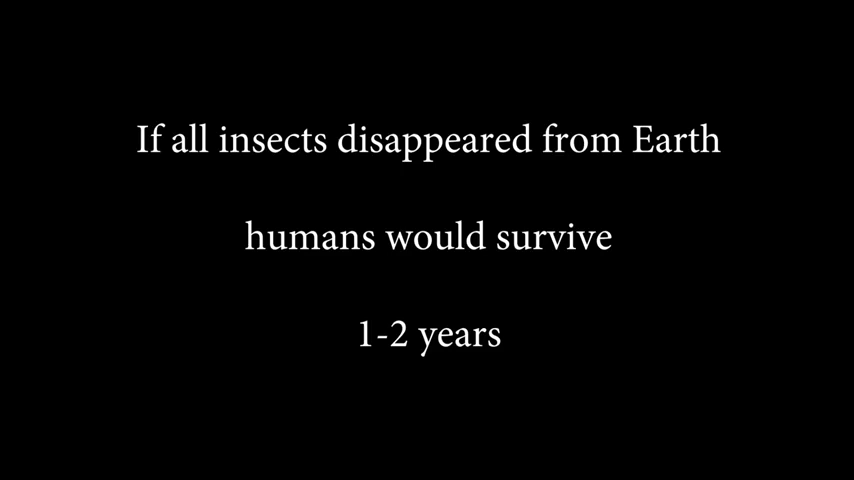 If all insects disappeared from Earth
humans would survive
1-2 years